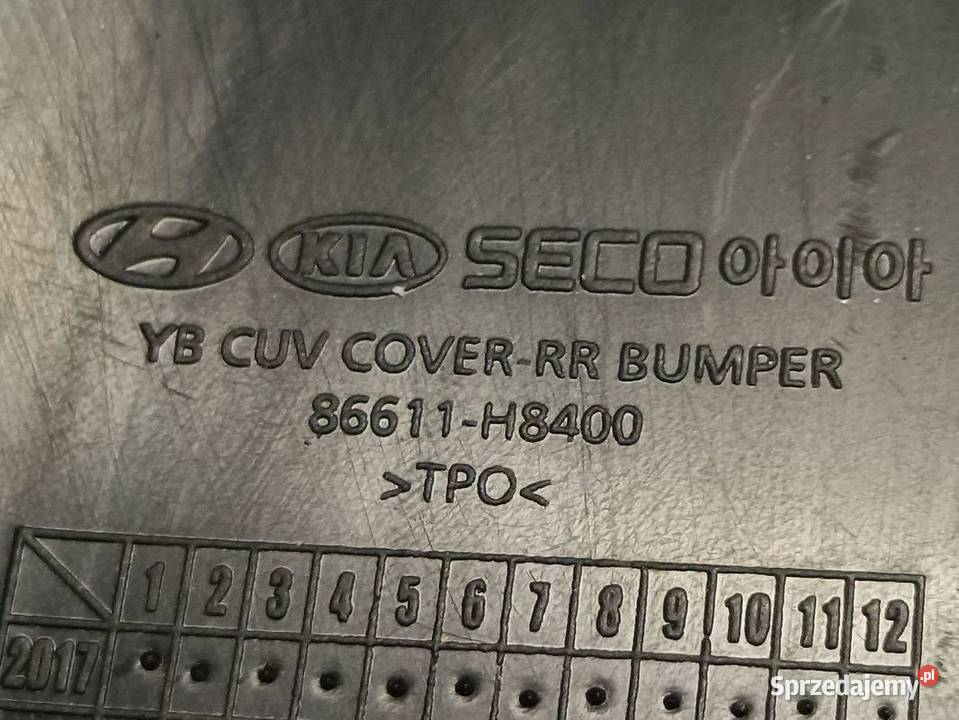 KIA SECO 아이아
YB CUV COVER-RR BUMPER
86611-H8400
>TPO<
1 2 3 4 5 6 7 8 9 10 11 12
2017
Sprzedajemy.pl